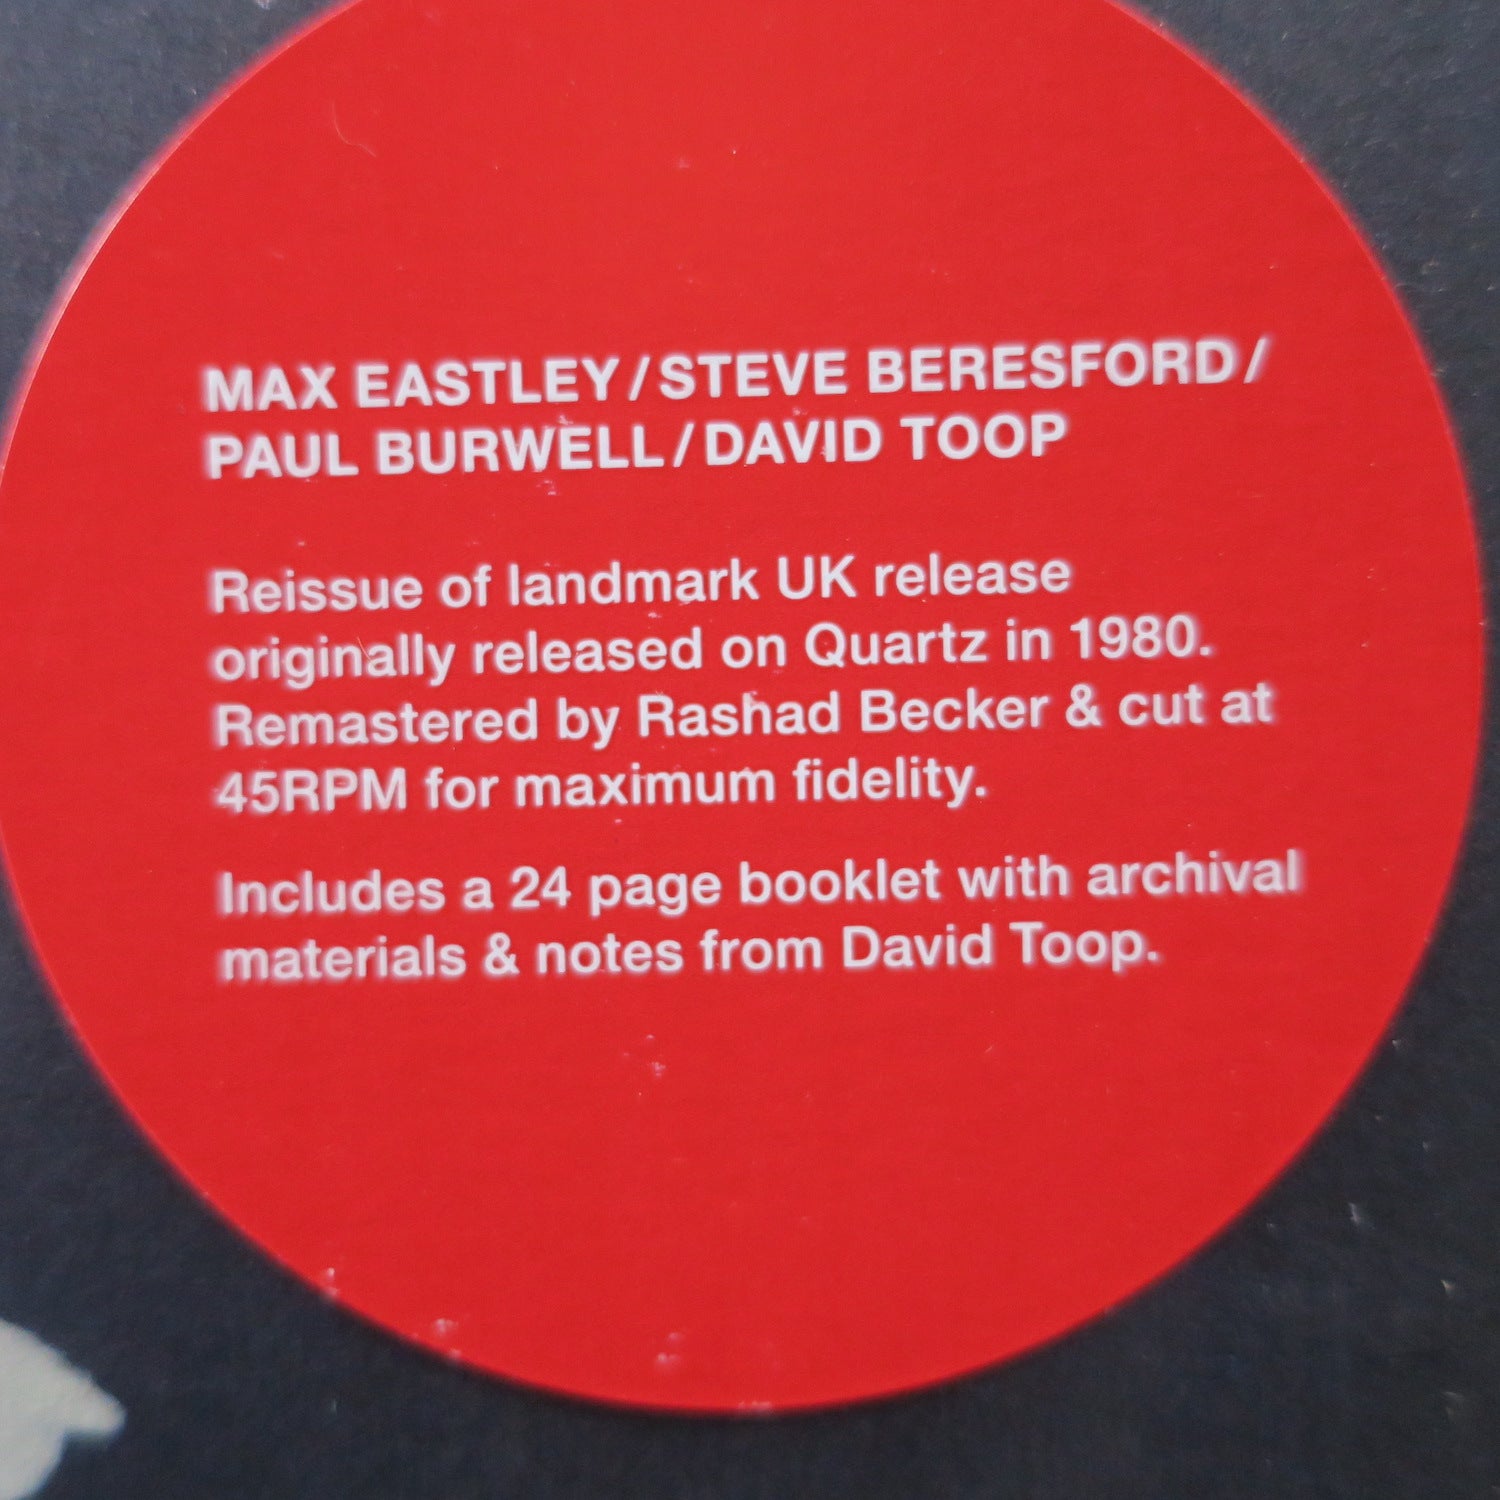 MAX EASTLEY/STEVE BERESFORD/
PAUL BURWELL/DAVID TOOP
Reissue of landmark UK release
originally released on Quartz in 1980.
Remastered by Rashad Becker & cut at
45RPM for maximum fidelity.
Includes a 24 page booklet with archival
materials & notes from David Toop.